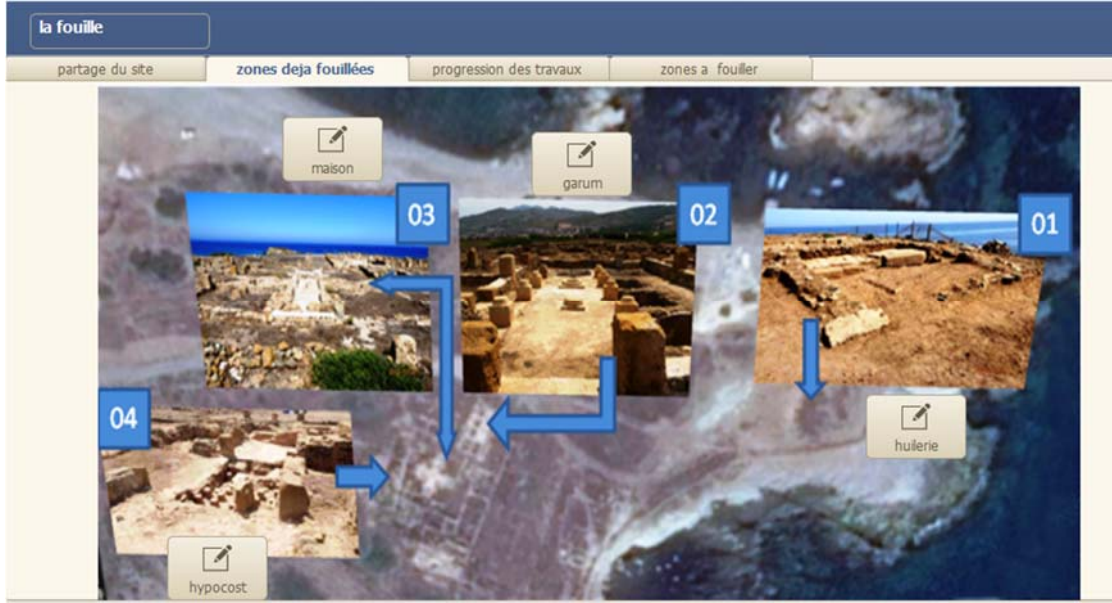 la fouille
partage du site
zones deja fouillées
progression des travaux
zones a fouiller
maison
garum
03
02
01
04
huilerie
hypocost